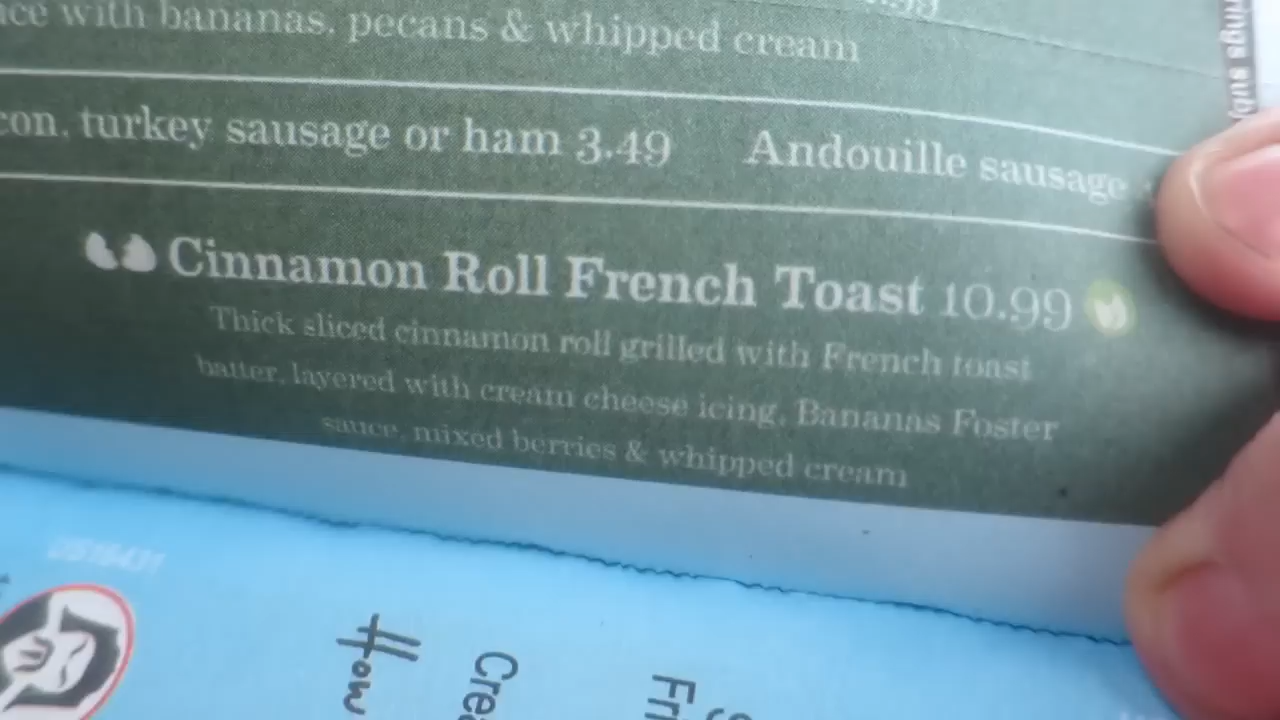 with bananas, pecans & whipped cream
turkey sausage or ham 3.49 Andouille sausage
Cinnamon Roll French Toast 10.99
Thick sliced cinnamon roll grilled with French toast
batter, layered with cream cheese icing, Bananas Foster
sauce, mixed berries & whipped cream
How